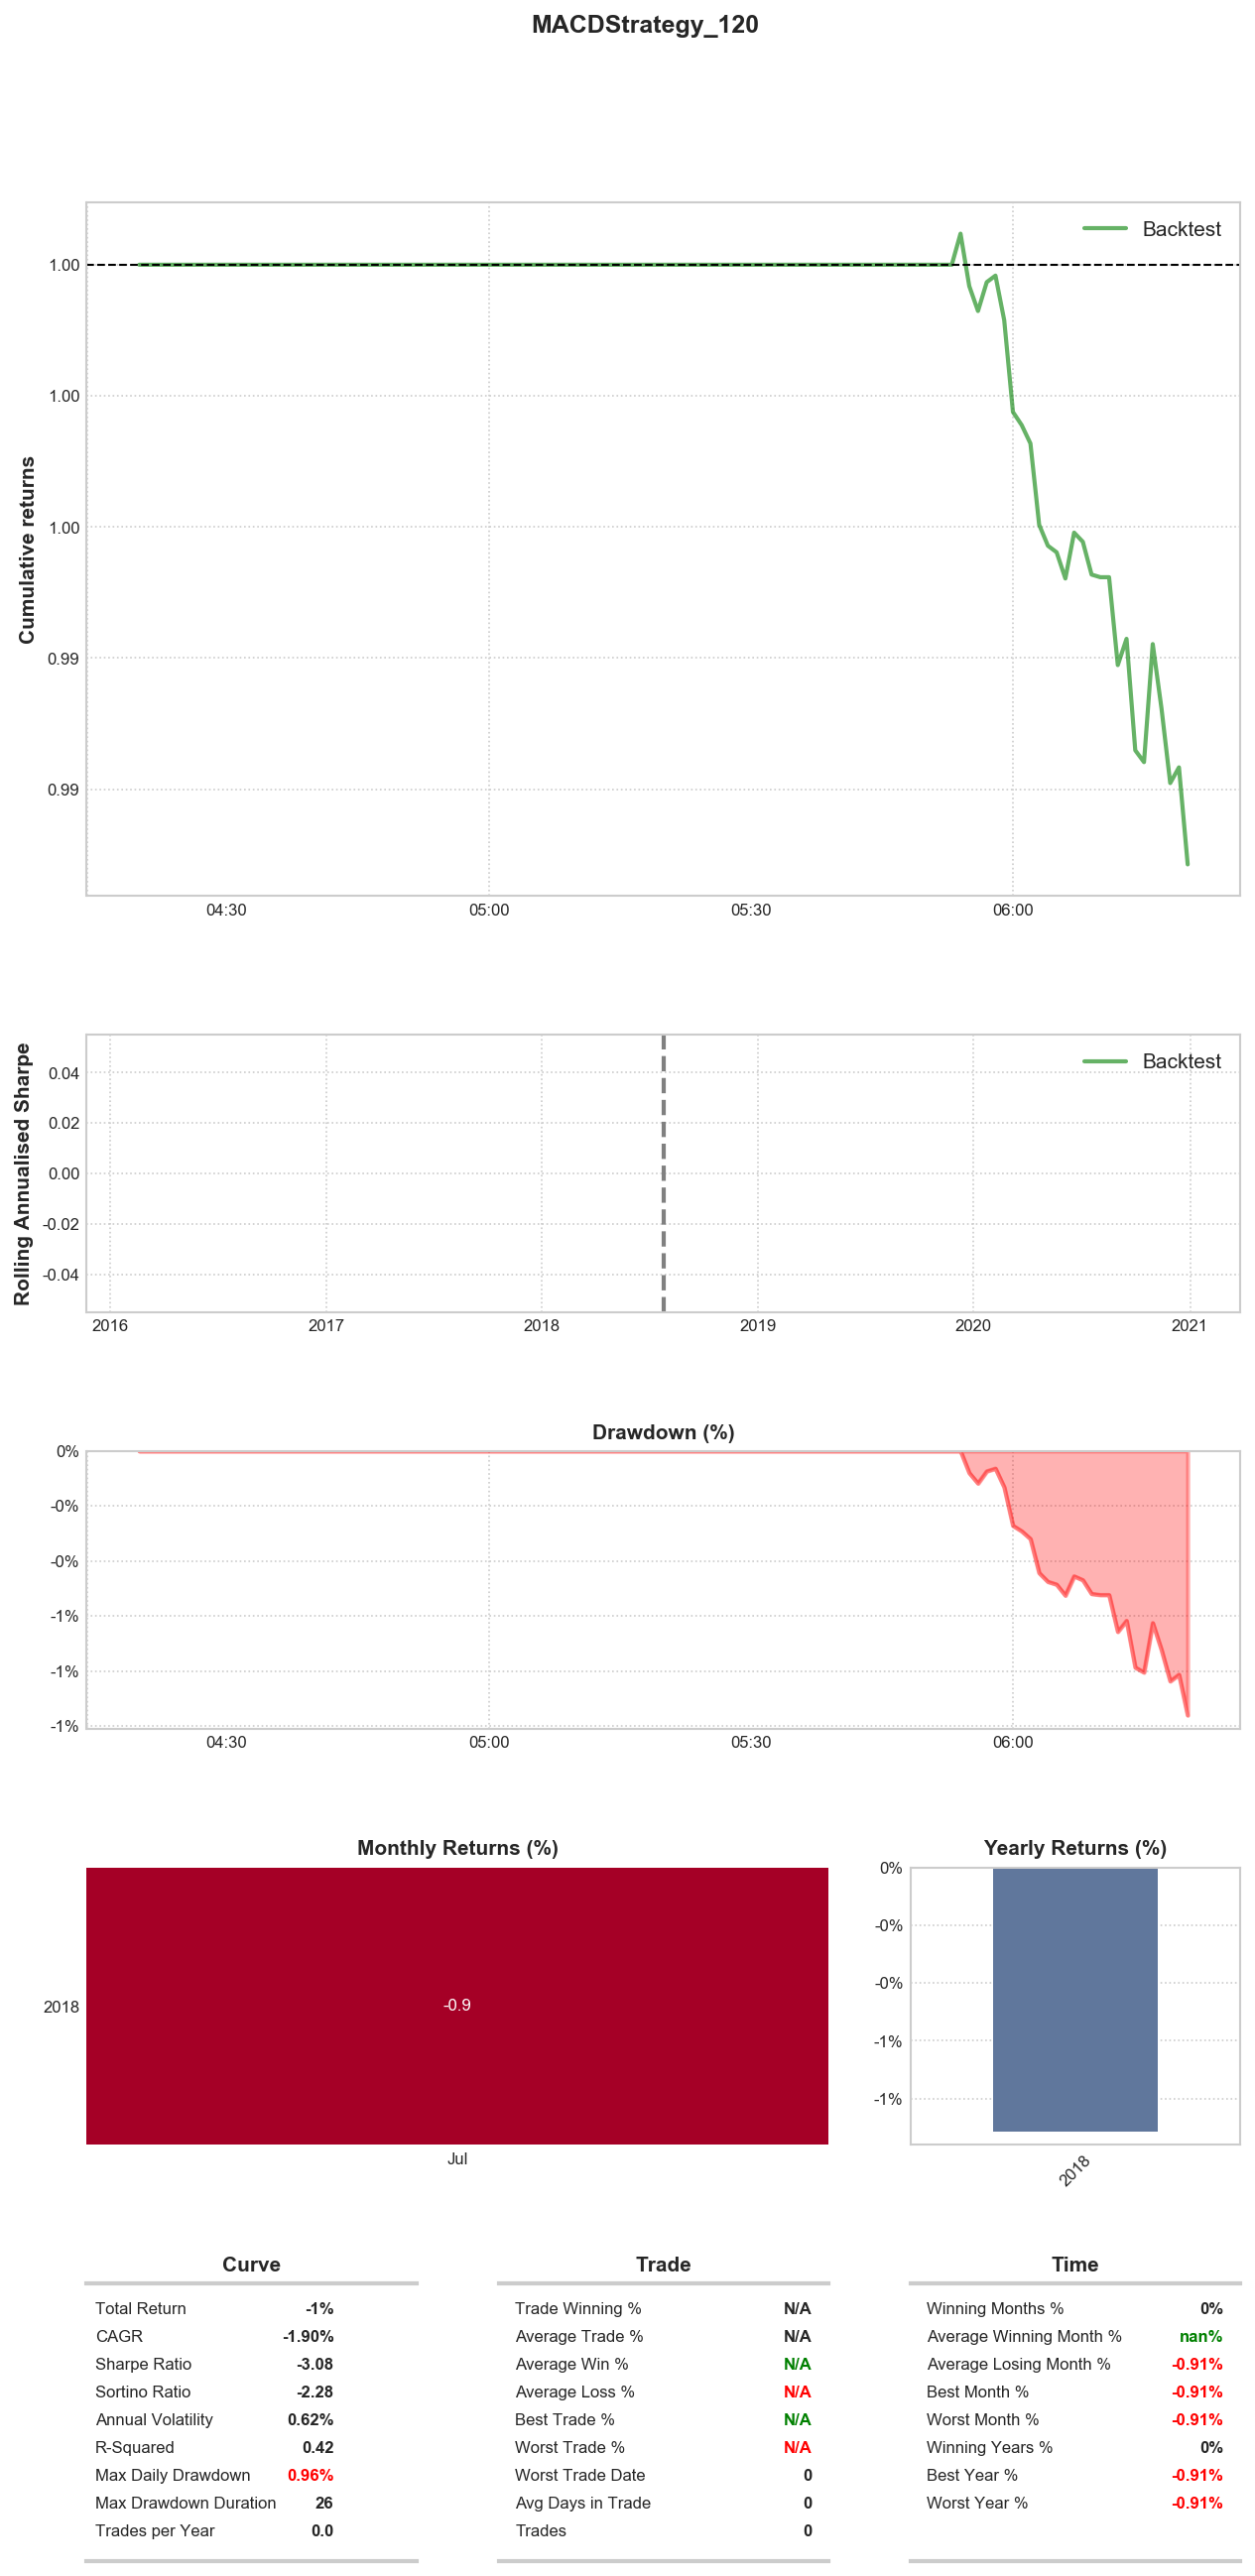 MACDStrategy_120
Backtest
Cumulative returns
1.00
1.00
1.00
0.99
0.99
04:30 05:00 05:30 06:00
Backtest
Rolling Annualised Sharpe
0.04
0.02
0.00
-0.02
-0.04
2016 2017 2018 2019 2020 2021
Drawdown (%)
0%
-0%
-0%
-1%
-1%
-1%
04:30 05:00 05:30 06:00
Monthly Returns (%)
2018
-0.9
Jul
Yearly Returns (%)
0%
-0%
-0%
-1%
-1%
2018
Curve
Total Return -1%
CAGR -1.90%
Sharpe Ratio -3.08
Sortino Ratio -2.28
Annual Volatility 0.62%
R-Squared 0.42
Max Daily Drawdown 0.96%
Max Drawdown Duration 26
Trades per Year 0.0
Trade
Trade Winning % N/A
Average Trade % N/A
Average Win % N/A
Average Loss % N/A
Best Trade % N/A
Worst Trade % N/A
Worst Trade Date 0
Avg Days in Trade 0
Trades 0
Time
Winning Months % 0%
Average Winning Month % nan%
Average Losing Month % -0.91%
Best Month % -0.91%
Worst Month % -0.91%
Winning Years % 0%
Best Year % -0.91%
Worst Year % -0.91%